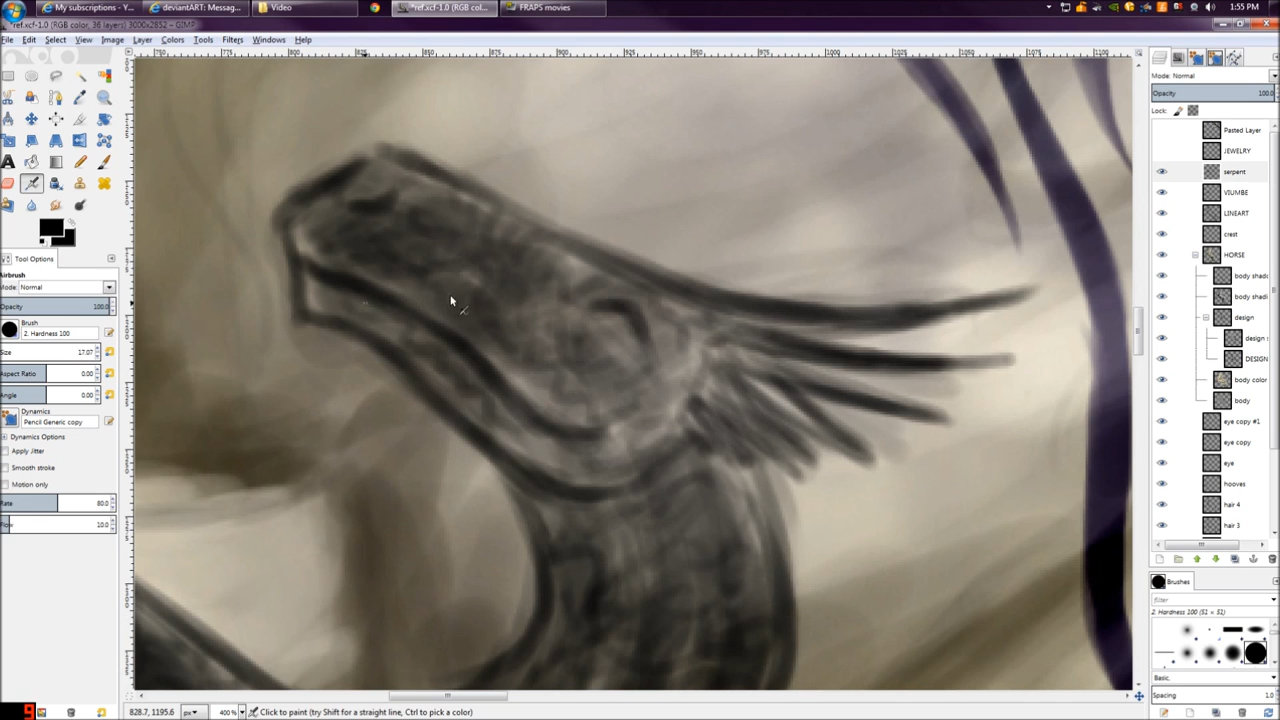 My subscriptions - Y...
deviantART: Messag...
Video
*ref.xcf-1.0 (RGB col...
FRAPS movies
1:55 PM
*ref.xcf-1.0 (RGB color, 36 layers) 3000x2852 – GIMP
File Edit Select View Image Layer Colors Tools Filters Windows Help
Tool Options
Airbrush
Mode: Normal
Opacity 100.0
Brush
2. Hardness 100
Size 17.07
Aspect Ratio 0.00
Angle 0.00
Dynamics
Pencil Generic copy
Dynamics Options
Apply Jitter
Smooth stroke
Motion only
Rate 80.0
Flow 10.0
Mode: Normal
Opacity 100.0
Lock:
Pasted Layer
JEWELRY
serpent
VIUMBE
LINEART
crest
HORSE
body shad
body shad
design
design
DESIGN
body color
body
eye copy #1
eye copy
eye
hooves
hair 4
hair 3
Brushes
filter
2. Hardness 100 (51 × 51)
Basic,
Spacing 1.0
828.7, 1195.6 px 400% Click to paint (try Shift for a straight line, Ctrl to pick a color)